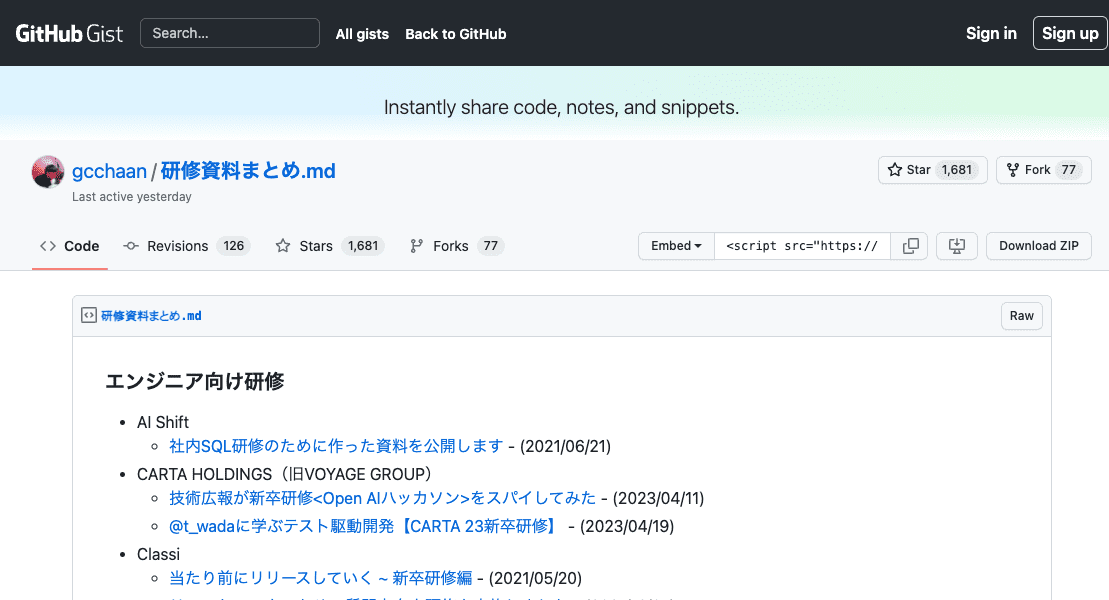 GitHub Gist Search... All gists Back to GitHub Sign in Sign up
Instantly share code, notes, and snippets.
gcchaan / 研修資料まとめ.md Star 1,681 Fork 77
Last active yesterday
Code Revisions 126 Stars 1,681 Forks 77 Embed <script src="https:// Download ZIP
研修資料まとめ.md Raw
エンジニア向け研修
AI Shift
社内SQL研修のために作った資料を公開します - (2021/06/21)
CARTA HOLDINGS（旧VOYAGE GROUP）
技術広報が新卒研修<Open AIハッカソン>をスパイしてみた - (2023/04/11)
@t_wadaに学ぶテスト駆動開発【CARTA 23新卒研修】 - (2023/04/19)
Classi
当たり前にリリースしていく ~ 新卒研修編 - (2021/05/20)